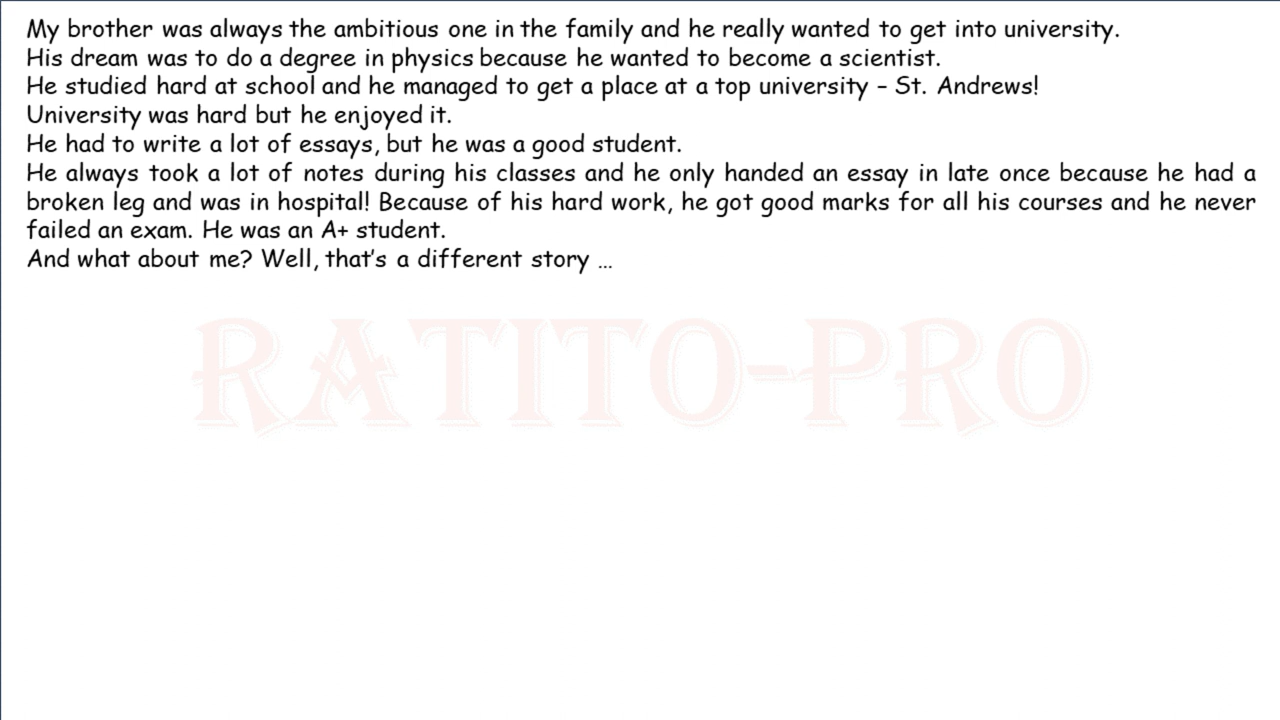 My brother was always the ambitious one in the family and he really wanted to get into university.
His dream was to do a degree in physics because he wanted to become a scientist.
He studied hard at school and he managed to get a place at a top university – St. Andrews!
University was hard but he enjoyed it.
He had to write a lot of essays, but he was a good student.
He always took a lot of notes during his classes and he only handed an essay in late once because he had a
broken leg and was in hospital! Because of his hard work, he got good marks for all his courses and he never
failed an exam. He was an A+ student.
And what about me? Well, that's a different story …
RATITO-PRO